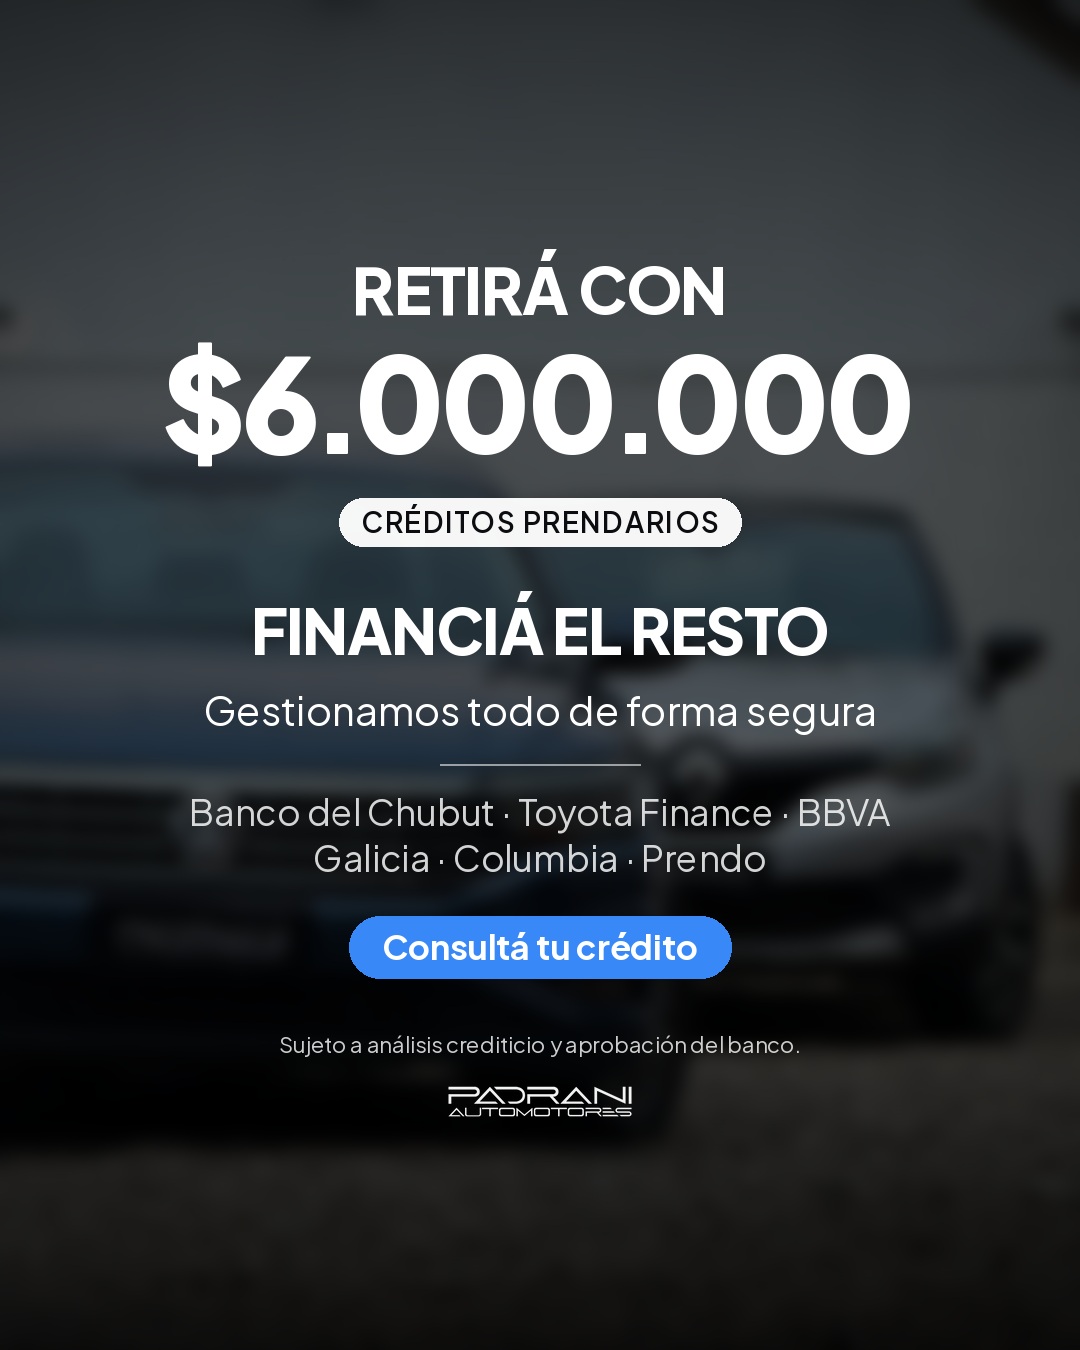 RETIRÁ CON
$6.000.000
CRÉDITOS PRENDARIOS
FINANCIÁ EL RESTO
Gestionamos todo de forma segura
Banco del Chubut · Toyota Finance · BBVA
Galicia · Columbia · Prendo
Consultá tu crédito
Sujeto a análisis crediticio y aprobación del banco.
PADRANI
AUTOMOTORES